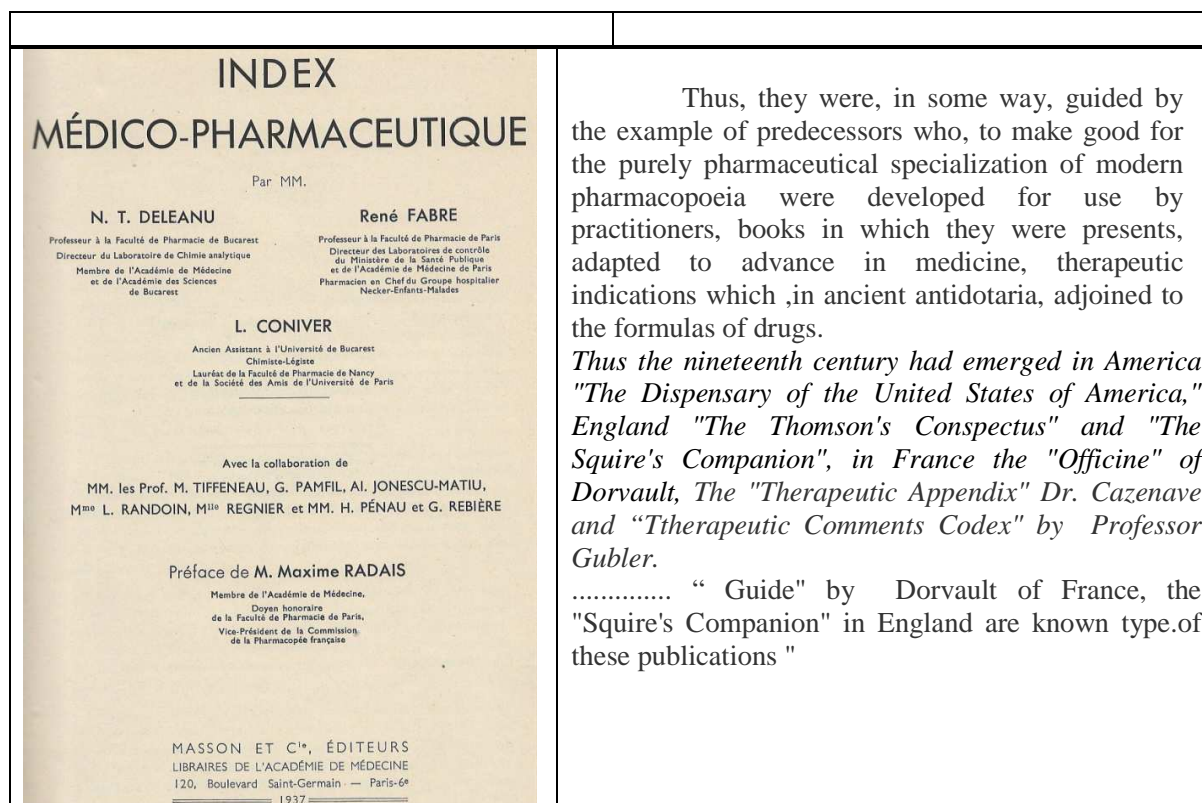 INDEX
MÉDICO-PHARMACEUTIQUE
Par MM.
N. T. DELEANU
Professeur à la Faculté de Pharmacie de Bucarest
Directeur du Laboratoire de Chimie analytique
Membre de l'Académie de Médecine
et de l'Académie des Sciences
de Bucarest
René FABRE
Professeur à la Faculté de Pharmacie de Paris
Directeur des Laboratoires de contrôle
du Ministère de la Santé Publique
et de l'Académie de Médecine de Paris
Pharmacien en Chef du Groupe hospitalier
Necker-Enfants-Malades
L. CONIVER
Ancien Assistant à l'Université de Bucarest
Chimiste-Légiste
Lauréat de la Faculté de Pharmacie de Nancy
et de la Société des Amis de l'Université de Paris
Avec la collaboration de
MM. les Prof. M. TIFFENEAU, G. PAMFIL, Al. JONESCU-MATIU,
Mme L. RANDOIN, Mlle REGNIER et MM. H. PÉNAU et G. REBIÈRE
Préface de M. Maxime RADAIS
Membre de l'Académie de Médecine,
Doyen honoraire
de la Faculté de Pharmacie de Paris,
Vice-Président de la Commission
de la Pharmacopée française
MASSON ET Cie, ÉDITEURS
LIBRAIRES DE L'ACADÉMIE DE MÉDECINE
120, Boulevard Saint-Germain — Paris-6e
1937
Thus, they were, in some way, guided by
the example of predecessors who, to make good for
the purely pharmaceutical specialization of modern
pharmacopoeia were developed for use by
practitioners, books in which they were presents,
adapted to advance in medicine, therapeutic
indications which ,in ancient antidotaria, adjoined to
the formulas of drugs.
Thus the nineteenth century had emerged in America
"The Dispensary of the United States of America,"
England "The Thomson's Conspectus" and "The
Squire's Companion", in France the "Officine" of
Dorvault, The "Therapeutic Appendix" Dr. Cazenave
and “Ttherapeutic Comments Codex" by Professor
Gubler.
.............. “ Guide" by Dorvault of France, the
"Squire's Companion" in England are known type.of
these publications "